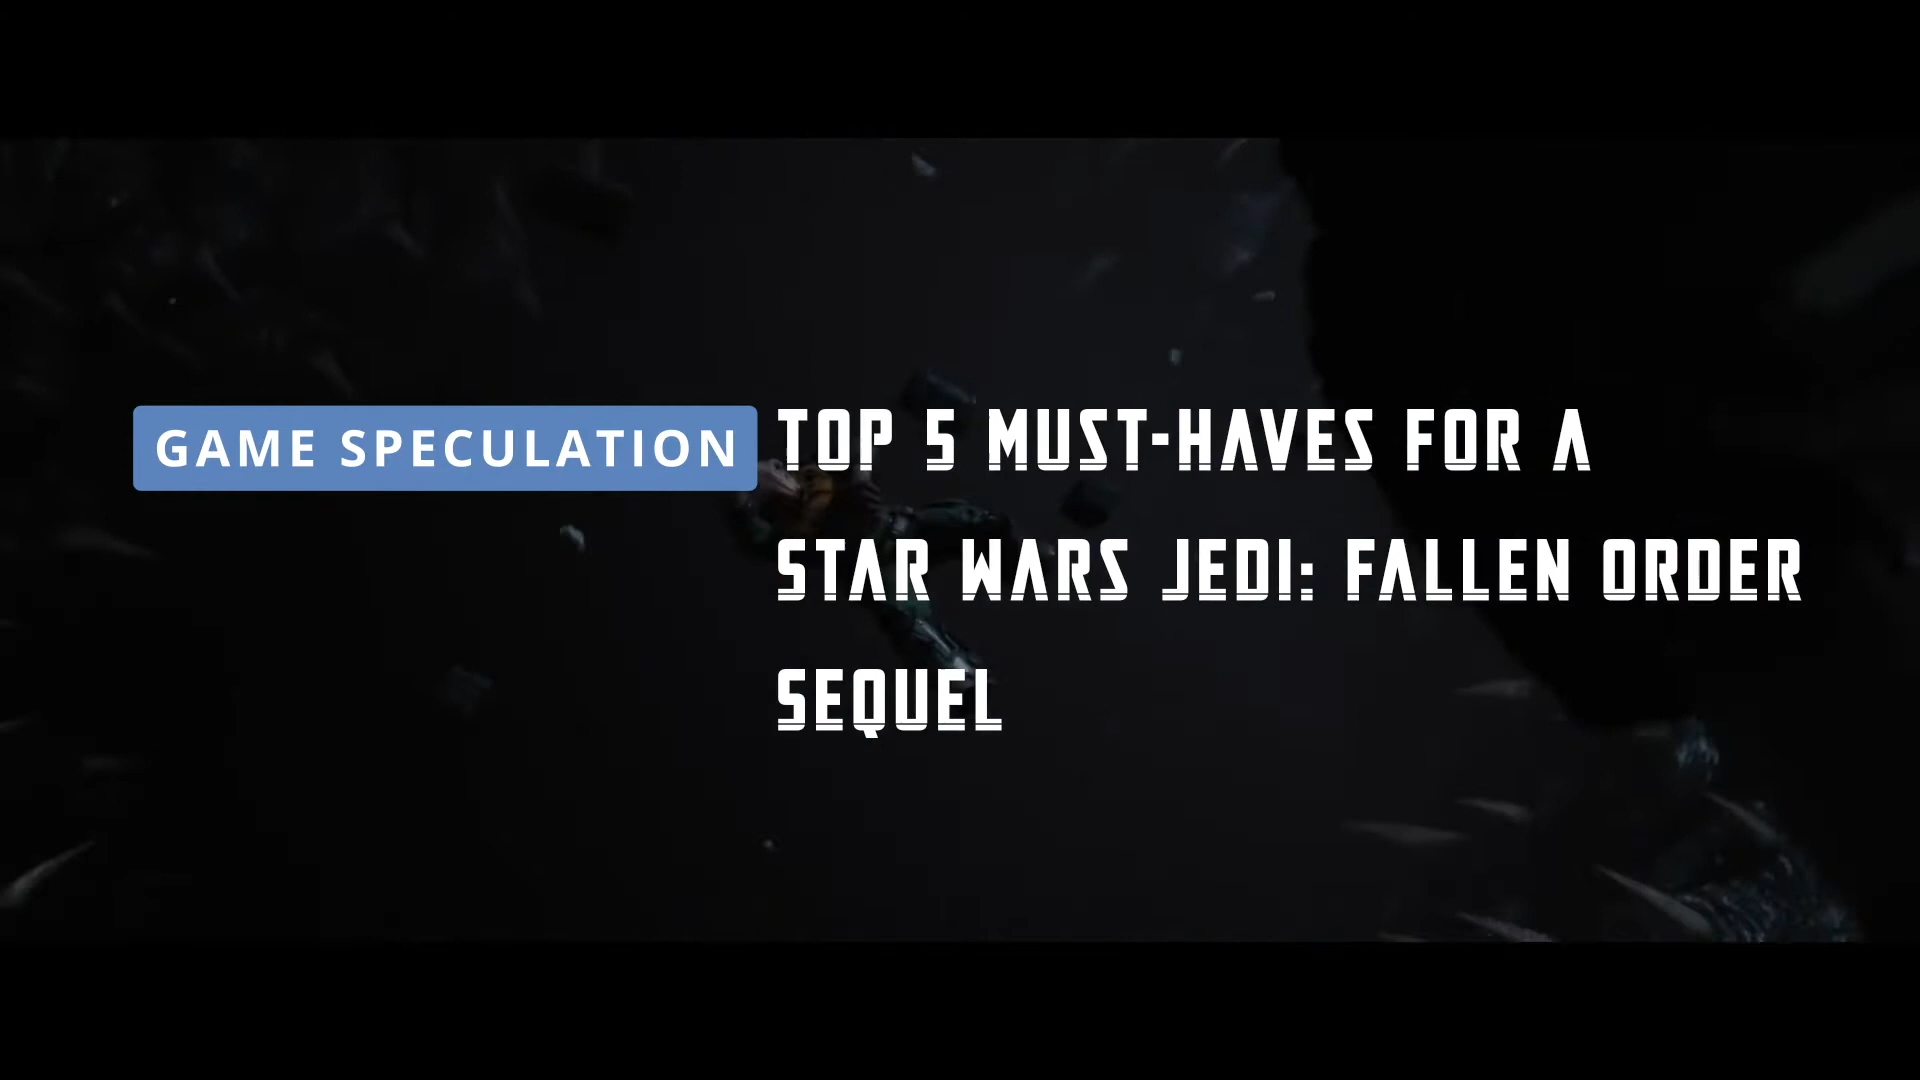 GAME SPECULATION
TOP 5 MUST-HAVES FOR A
STAR WARS JEDI: FALLEN ORDER
SEQUEL